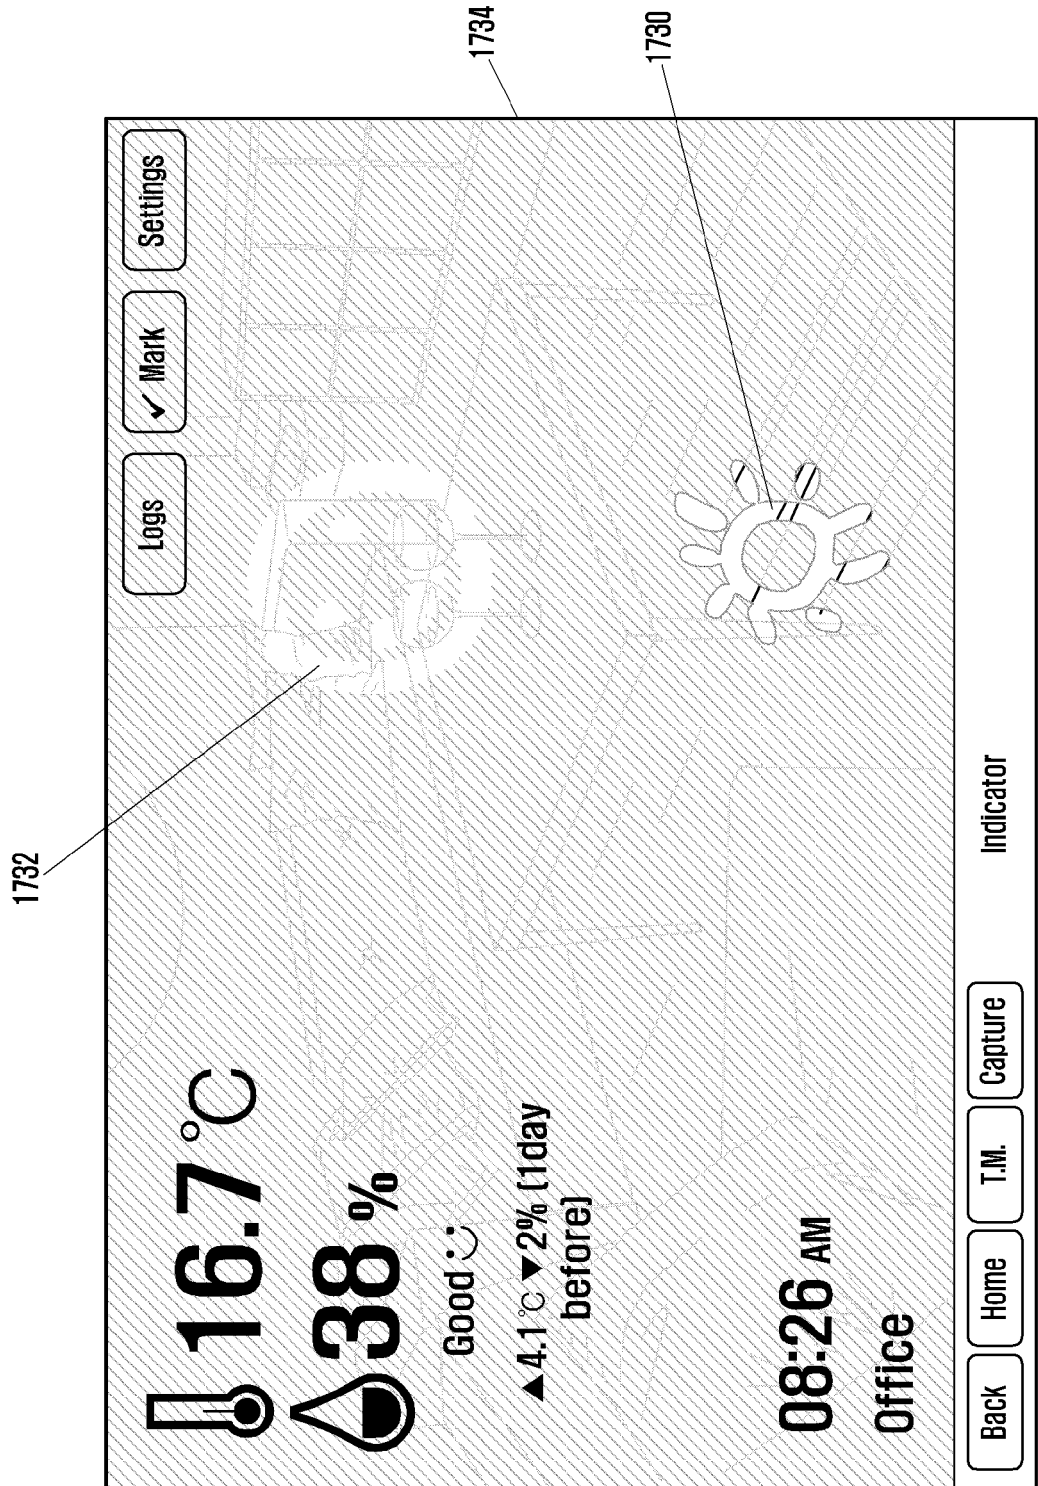 1732
1734
1730
Logs
✓ Mark
Settings
16.7°C
38 %
Good
▲4.1 ℃ ▼2% (1day
before)
08:26 AM
Office
Back
Home
T.M.
Capture
Indicator